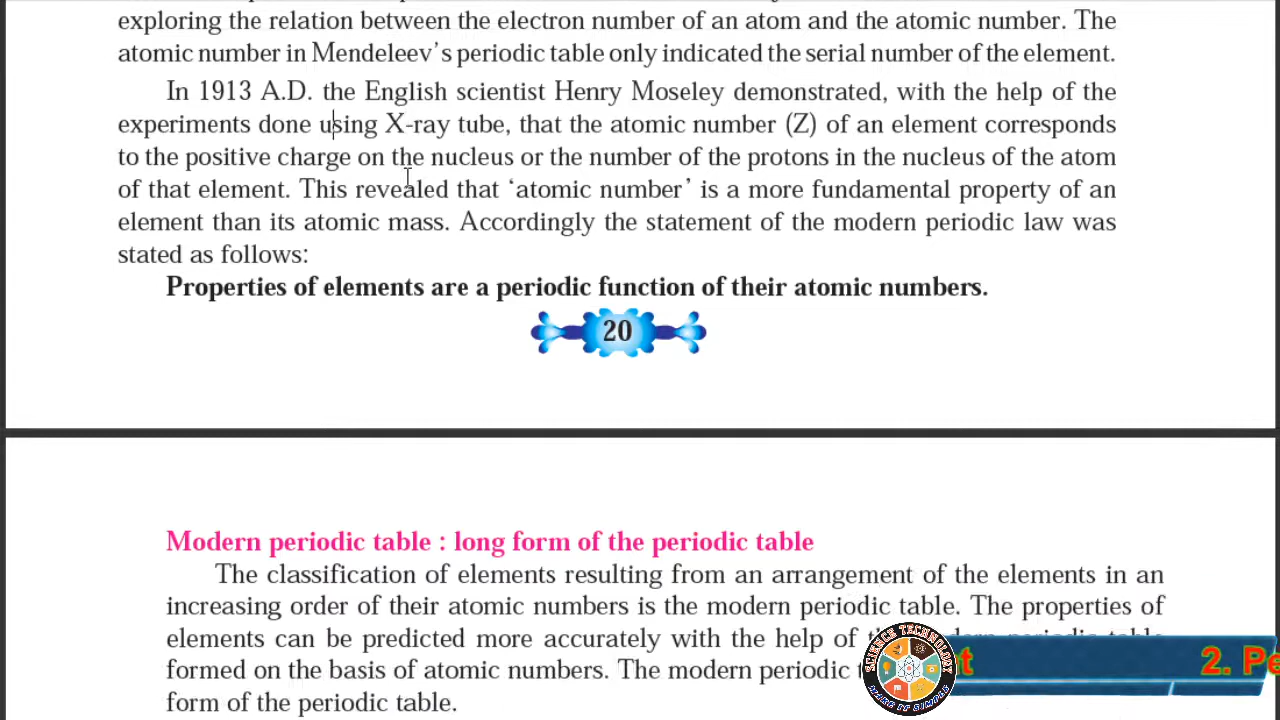 exploring the relation between the electron number of an atom and the atomic number. The
atomic number in Mendeleev's periodic table only indicated the serial number of the element.
In 1913 A.D. the English scientist Henry Moseley demonstrated, with the help of the
experiments done using X-ray tube, that the atomic number (Z) of an element corresponds
to the positive charge on the nucleus or the number of the protons in the nucleus of the atom
of that element. This revealed that ‘atomic number’ is a more fundamental property of an
element than its atomic mass. Accordingly the statement of the modern periodic law was
stated as follows:
Properties of elements are a periodic function of their atomic numbers.
20
Modern periodic table : long form of the periodic table
The classification of elements resulting from an arrangement of the elements in an
increasing order of their atomic numbers is the modern periodic table. The properties of
elements can be predicted more accurately with the help of
formed on the basis of atomic numbers. The modern periodic
form of the periodic table.
SCIENCE TECHNOLOGY
MAKE IT SIMPLE
2. Pe